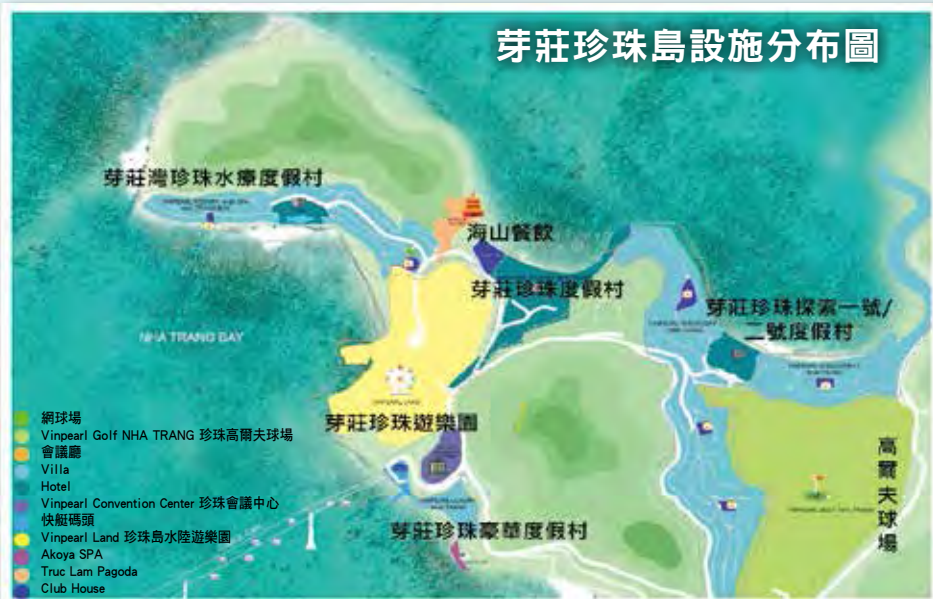 芽莊珍珠島設施分布圖
芽莊灣珍珠水療度假村
海山餐飲
芽莊珍珠度假村
芽莊珍珠探索一號/
二號度假村
NHA TRANG BAY
芽莊珍珠遊樂園
高爾夫球場
芽莊珍珠豪華度假村
網球場
Vinpearl Golf NHA TRANG 珍珠高爾夫球場
會議廳
Villa
Hotel
Vinpearl Convention Center 珍珠會議中心
快艇碼頭
Vinpearl Land 珍珠島水陸遊樂園
Akoya SPA
Truc Lam Pagoda
Club House